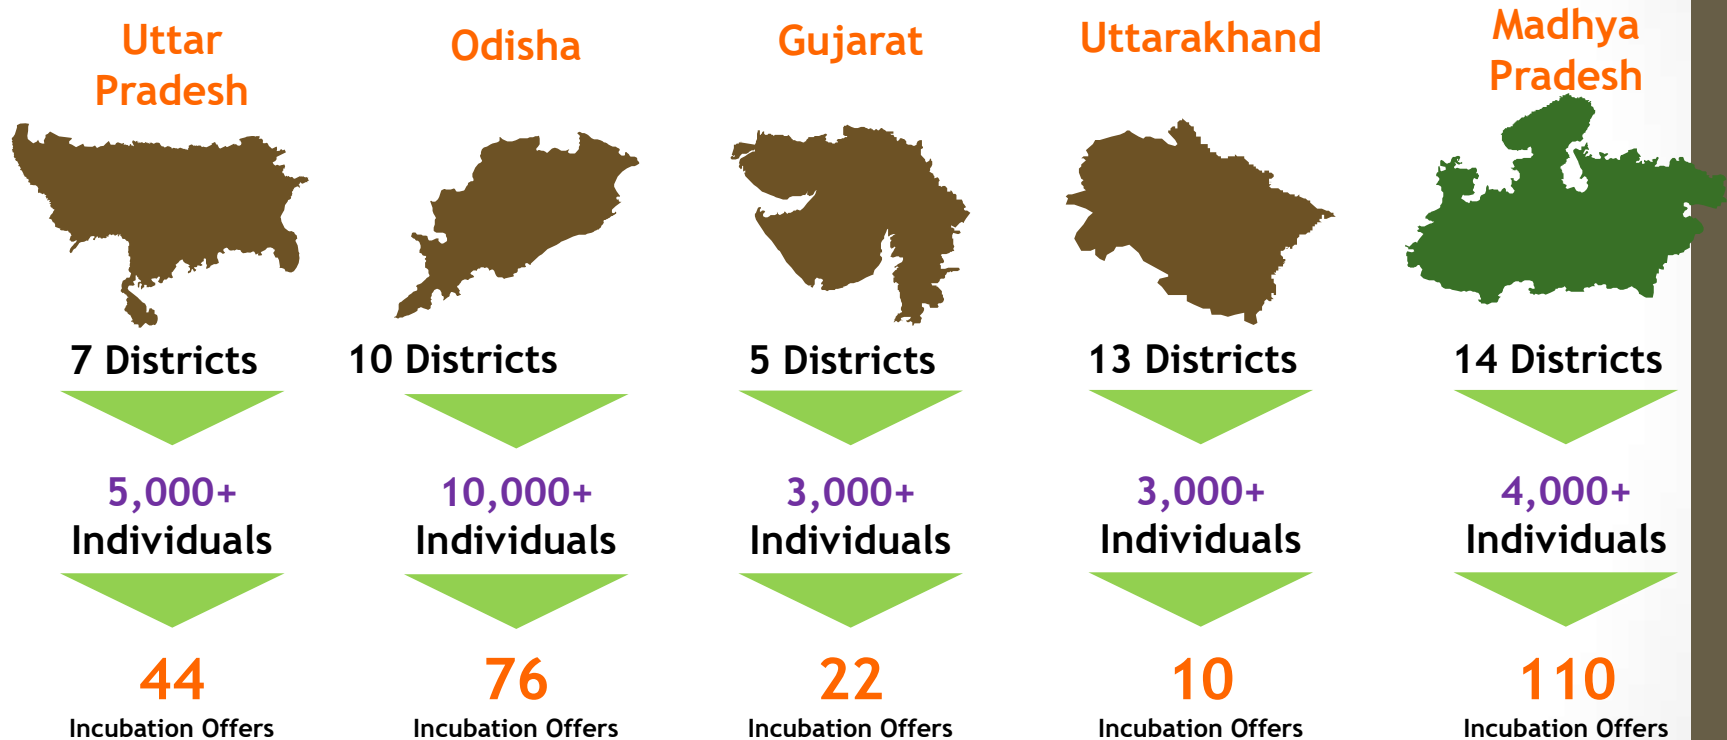 Uttar
Pradesh
7 Districts
5,000+
Individuals
44
Incubation Offers
Odisha
10 Districts
10,000+
Individuals
76
Incubation Offers
Gujarat
5 Districts
3,000+
Individuals
22
Incubation Offers
Uttarakhand
13 Districts
3,000+
Individuals
10
Incubation Offers
Madhya
Pradesh
14 Districts
4,000+
Individuals
110
Incubation Offers